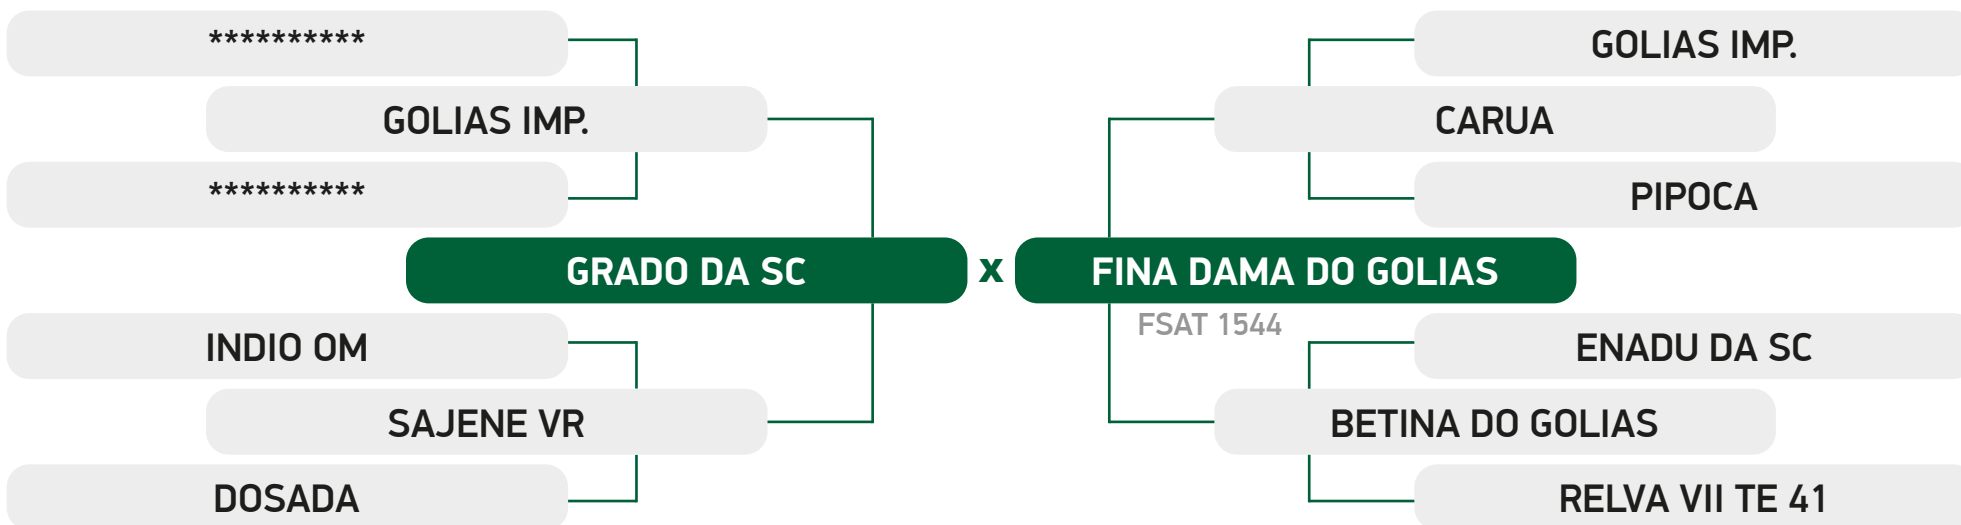 **********
GOLIAS IMP.
GOLIAS IMP.
CARUA
**********
PIPOCA
GRADO DA SC x FINA DAMA DO GOLIAS
FSAT 1544
INDIO OM
ENADU DA SC
SAJENE VR
BETINA DO GOLIAS
DOSADA
RELVA VII TE 41